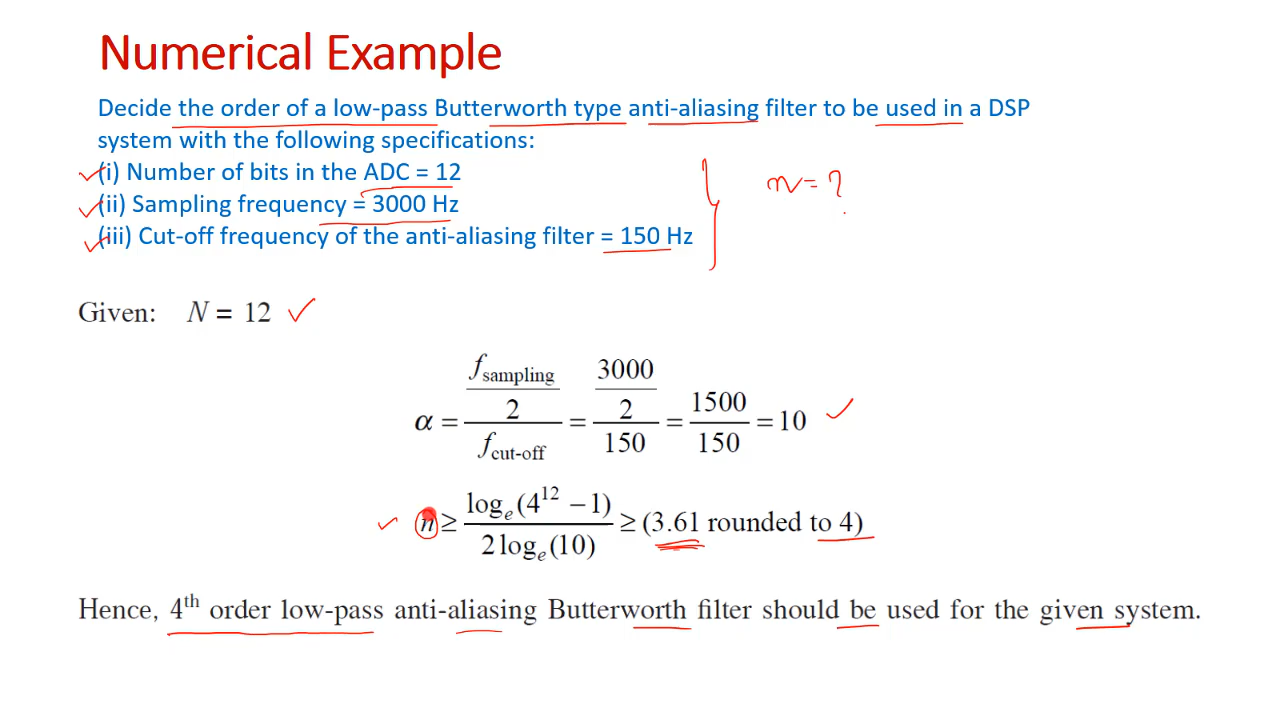 Numerical Example
Decide the order of a low-pass Butterworth type anti-aliasing filter to be used in a DSP
system with the following specifications:
(i) Number of bits in the ADC = 12
(ii) Sampling frequency = 3000 Hz
(iii) Cut-off frequency of the anti-aliasing filter = 150 Hz
n = ?
Given: N = 12
α = (f_sampling / 2) / f_cut-off = (3000 / 2) / 150 = 1500 / 150 = 10
n ≥ log_e(4^12 − 1) / 2 log_e(10) ≥ (3.61 rounded to 4)
Hence, 4th order low-pass anti-aliasing Butterworth filter should be used for the given system.